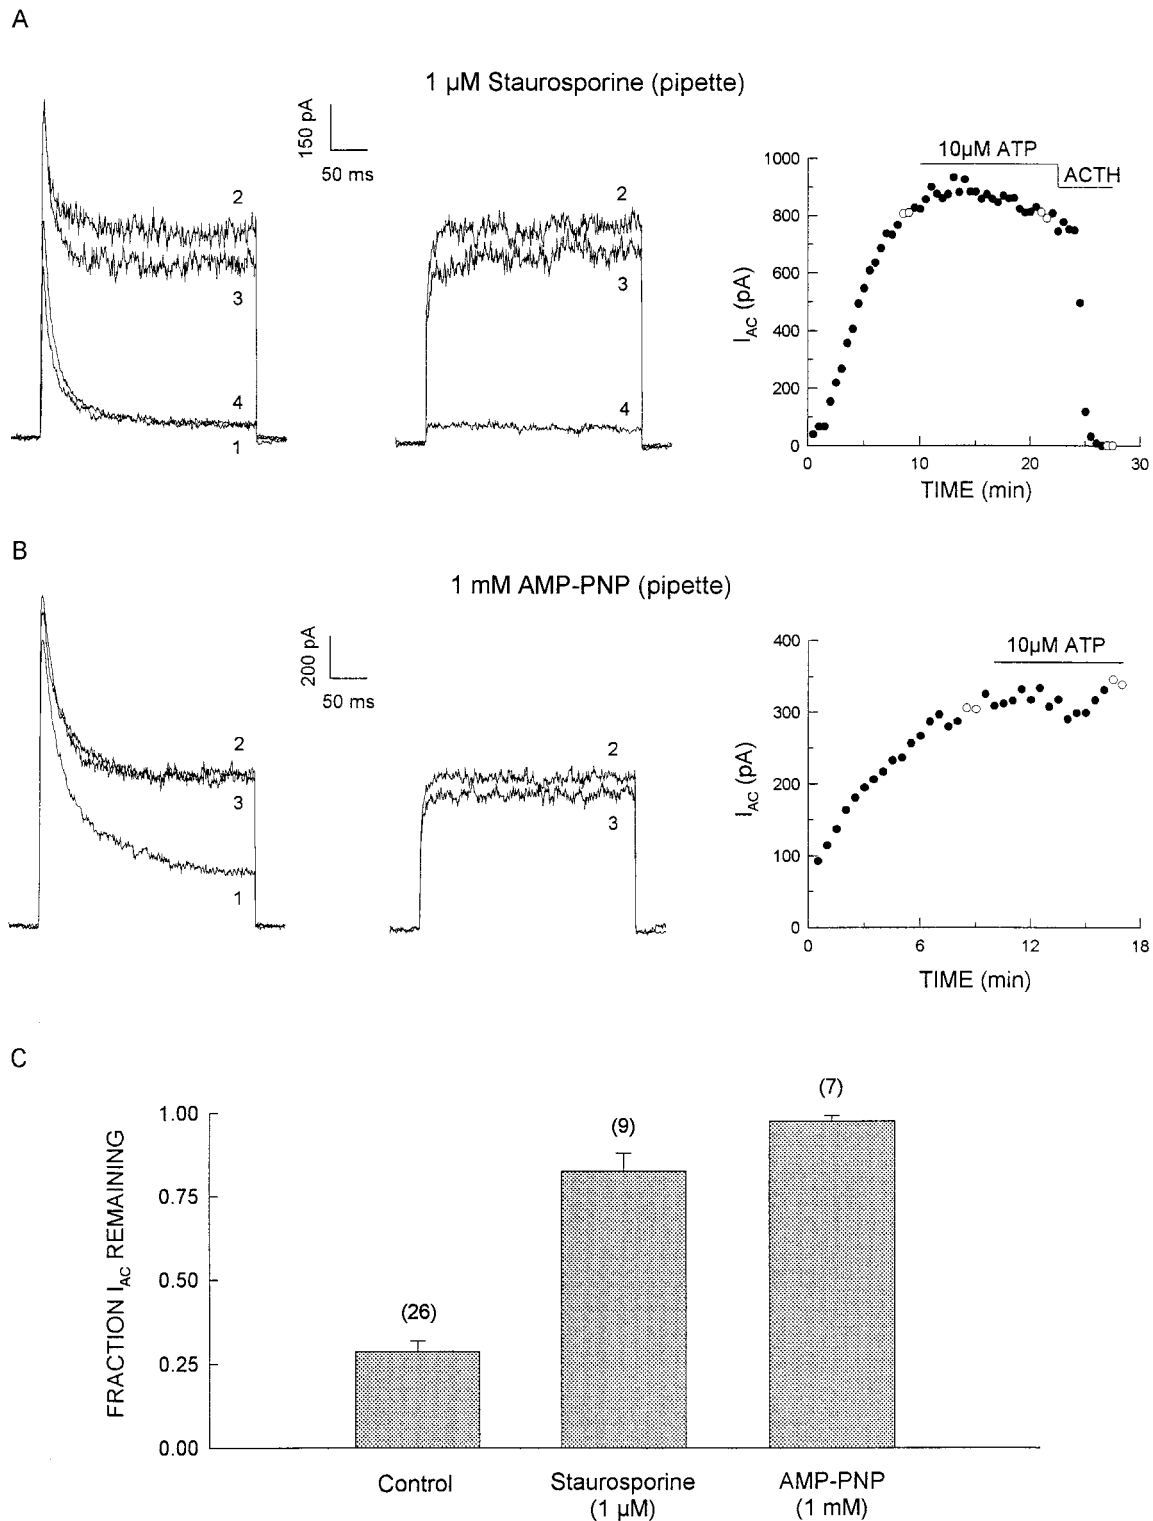 A
1 µM Staurosporine (pipette)
150 pA
50 ms
2
3
4
1
2
3
4
10µM ATP
ACTH
1000
800
600
400
200
0
I_AC (pA)
0 10 20 30
TIME (min)
B
1 mM AMP-PNP (pipette)
200 pA
50 ms
2
3
1
2
3
10µM ATP
400
300
200
100
0
I_AC (pA)
0 6 12 18
TIME (min)
C
FRACTION I_AC REMAINING
1.00
0.75
0.50
0.25
0.00
(26)
(9)
(7)
Control
Staurosporine
(1 µM)
AMP-PNP
(1 mM)